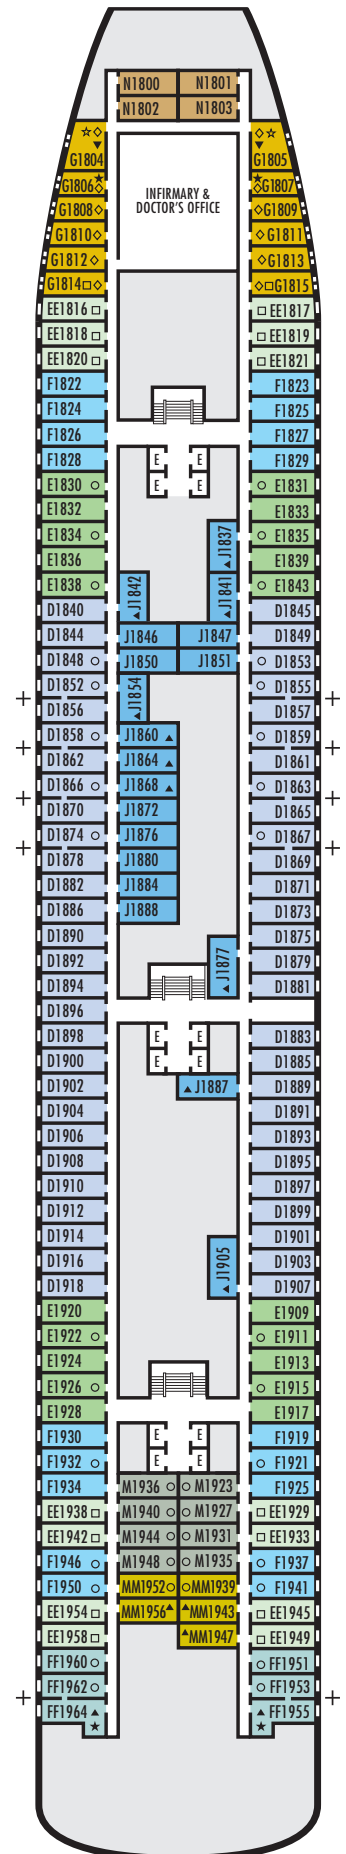 N1800 N1801
N1802 N1803
G1804 G1805
INFIRMARY &
DOCTOR'S OFFICE
G1806 G1807
G1808 G1809
G1810 G1811
G1812 G1813
G1814 G1815
EE1816 EE1817
EE1818 EE1819
EE1820 EE1821
F1822 F1823
F1824 F1825
F1826 F1827
F1828 E E F1829
E1830 E E E1831
E1832 E1833
E1834 J1837 E1835
E1836 E1839
E1838 J1842 J1841 E1843
D1840 D1845
D1844 J1846 J1847 D1849
D1848 J1850 J1851 D1853
D1852 J1854 D1855
D1856 D1857
D1858 J1860 D1859
D1862 J1864 D1861
D1866 J1868 D1863
D1870 J1872 D1865
D1874 J1876 D1867
D1878 J1880 D1869
D1882 J1884 D1871
D1886 J1888 D1873
D1890 D1875
D1892 J1877 D1879
D1894 D1881
D1896
D1898 E E D1883
D1900 E E D1885
D1902 J1887 D1889
D1904 D1891
D1906 D1893
D1908 D1895
D1910 D1897
D1912 D1899
D1914 D1901
D1916 J1905 D1903
D1918 D1907
E1920 E1909
E1922 E1911
E1924 E1913
E1926 E1915
E1928 E1917
F1930 E E F1919
F1932 E E F1921
F1934 M1936 M1923 F1925
EE1938 M1940 M1927 EE1929
EE1942 M1944 M1931 EE1933
F1946 M1948 M1935 F1937
F1950 MM1952 MM1939 F1941
EE1954 MM1956 MM1943 EE1945
EE1958 MM1947 EE1949
FF1960 FF1951
FF1962 FF1953
FF1964 FF1955